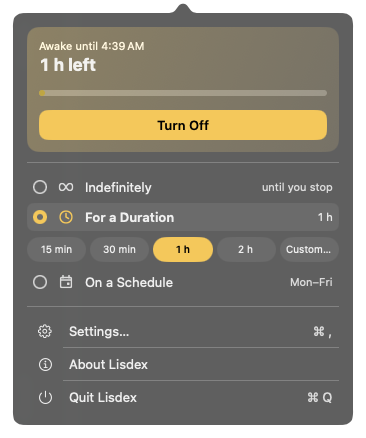 Awake until 4:39 AM
1 h left
Turn Off
Indefinitely until you stop
For a Duration 1 h
15 min 30 min 1 h 2 h Custom...
On a Schedule Mon–Fri
Settings... ⌘ ,
About Lisdex
Quit Lisdex ⌘ Q